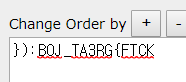 Change Order by + -
}):BOJ_TA3RG{FTCK